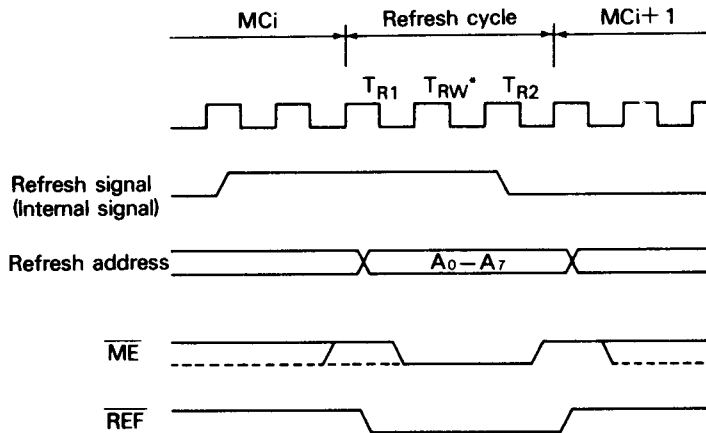 MCi Refresh cycle MCi+1
TR1 TRW* TR2
Refresh signal
(Internal signal)
Refresh address A0–A7
ME
REF